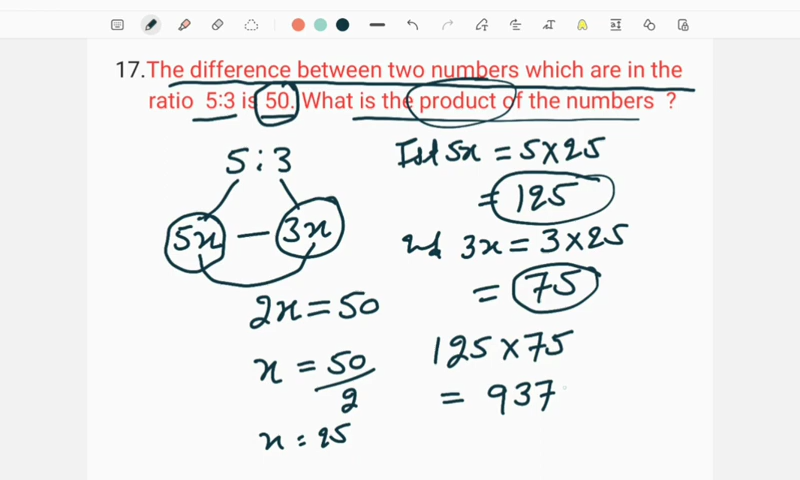 17.The difference between two numbers which are in the
ratio 5:3 is 50. What is the product of the numbers ?
5:3
5x - 3x
2x = 50
x = 50/2
x = 25
Ist 5x = 5x25
= 125
2nd 3x = 3x25
= 75
125x75
= 937